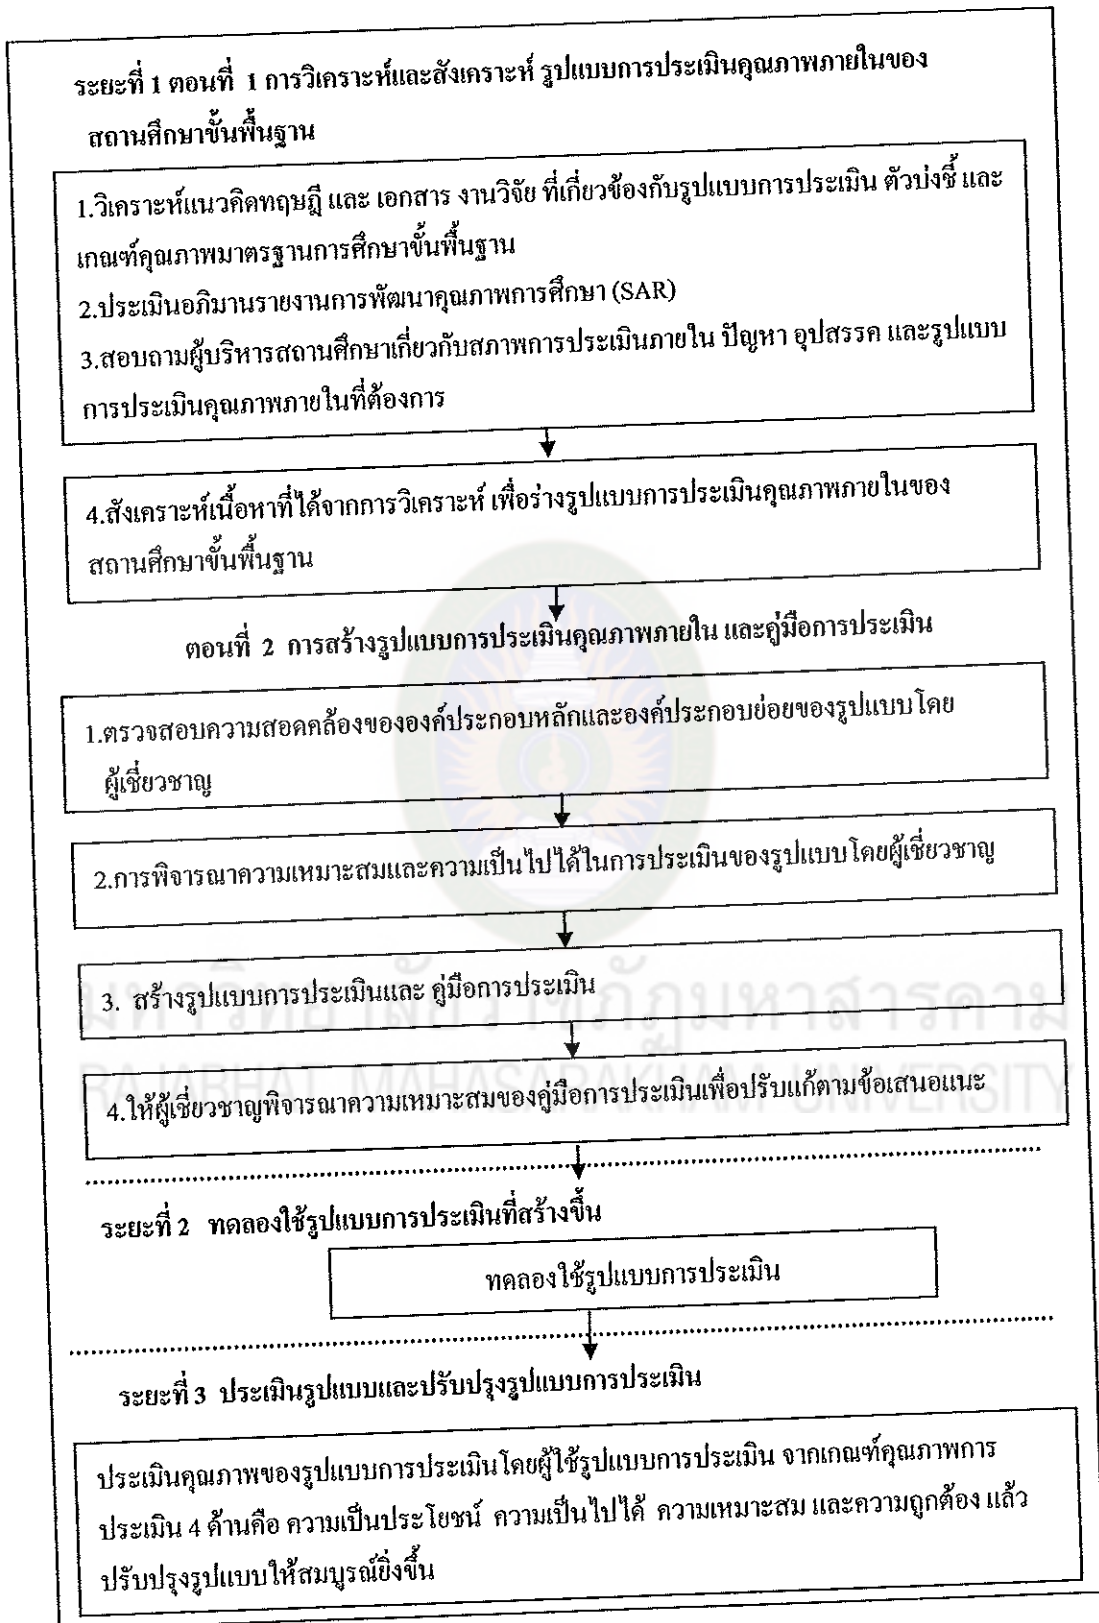 ระยะที่ 1 ตอนที่ 1 การวิเคราะห์และสังเคราะห์ รูปแบบการประเมินคุณภาพภายในของ
สถานศึกษาขั้นพื้นฐาน
1.วิเคราะห์แนวคิดทฤษฎี และ เอกสาร งานวิจัย ที่เกี่ยวข้องกับรูปแบบการประเมิน ตัวบ่งชี้ และ
เกณฑ์คุณภาพมาตรฐานการศึกษาขั้นพื้นฐาน
2.ประเมินอภิมานรายงานการพัฒนาคุณภาพการศึกษา (SAR)
3.สอบถามผู้บริหารสถานศึกษาเกี่ยวกับสภาพการประเมินภายใน ปัญหา อุปสรรค และรูปแบบ
การประเมินคุณภาพภายในที่ต้องการ
4.สังเคราะห์เนื้อหาที่ได้จากการวิเคราะห์ เพื่อร่างรูปแบบการประเมินคุณภาพภายในของ
สถานศึกษาขั้นพื้นฐาน
ตอนที่ 2 การสร้างรูปแบบการประเมินคุณภาพภายใน และคู่มือการประเมิน
1.ตรวจสอบความสอดคล้องขององค์ประกอบหลักและองค์ประกอบย่อยของรูปแบบโดย
ผู้เชี่ยวชาญ
2.การพิจารณาความเหมาะสมและความเป็นไปได้ในการประเมินของรูปแบบโดยผู้เชี่ยวชาญ
3. สร้างรูปแบบการประเมินและ คู่มือการประเมิน
มหาวิทยาลัยราชภัฏมหาสารคาม
RAJABHAT MAHASARAKHAM UNIVERSITY
4.ให้ผู้เชี่ยวชาญพิจารณาความเหมาะสมของคู่มือการประเมินเพื่อปรับแก้ตามข้อเสนอแนะ
ระยะที่ 2 ทดลองใช้รูปแบบการประเมินที่สร้างขึ้น
ทดลองใช้รูปแบบการประเมิน
ระยะที่ 3 ประเมินรูปแบบและปรับปรุงรูปแบบการประเมิน
ประเมินคุณภาพของรูปแบบการประเมินโดยผู้ใช้รูปแบบการประเมิน จากเกณฑ์คุณภาพการ
ประเมิน 4 ด้านคือ ความเป็นประโยชน์ ความเป็นไปได้ ความเหมาะสม และความถูกต้อง แล้ว
ปรับปรุงรูปแบบให้สมบูรณ์ยิ่งขึ้น